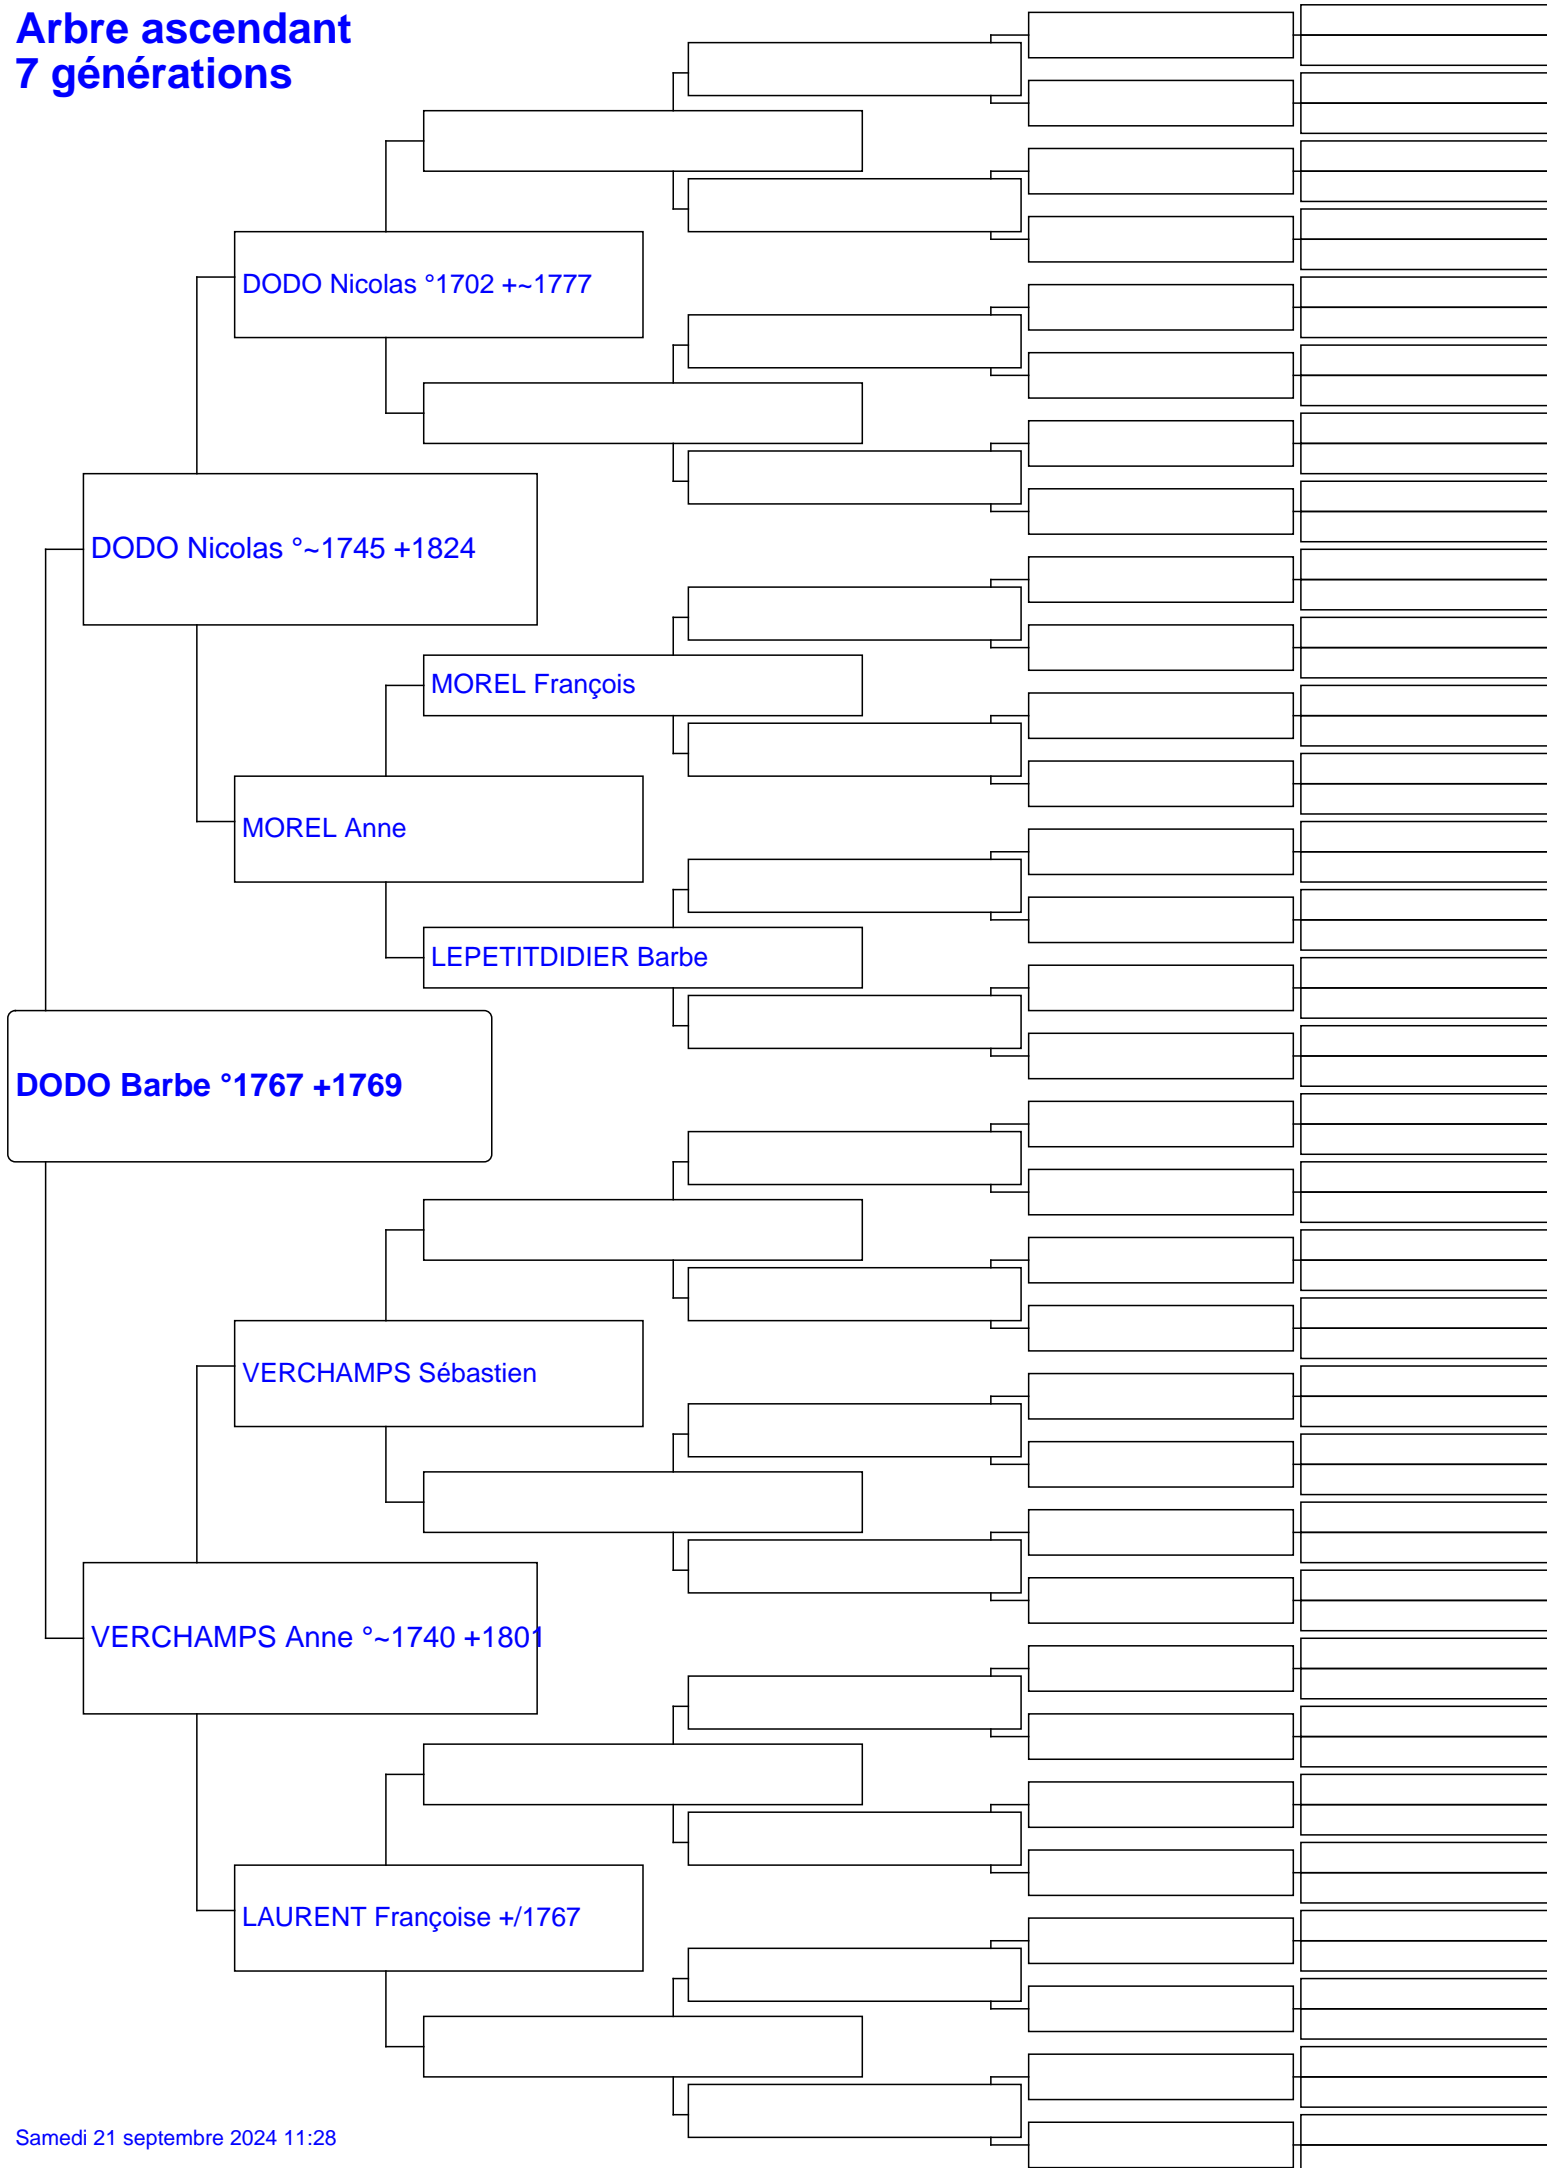 Arbre ascendant
7 générations
DODO Nicolas °1702 +~1777
DODO Nicolas °~1745 +1824
MOREL François
MOREL Anne
LEPETITDIDIER Barbe
DODO Barbe °1767 +1769
VERCHAMPS Sébastien
VERCHAMPS Anne °~1740 +1801
LAURENT Françoise +/1767
Samedi 21 septembre 2024 11:28